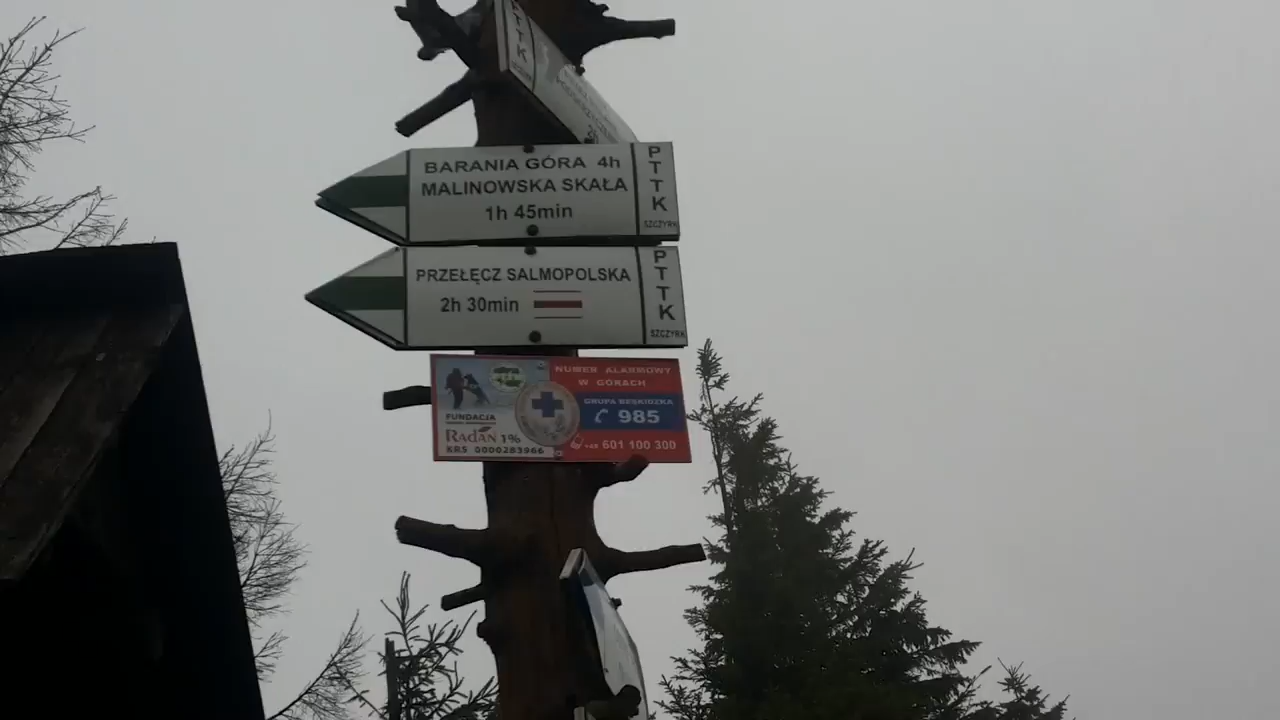 PTTK
BARANIA GÓRA 4h
MALINOWSKA SKAŁA
1h 45min
PTTK
SZCZYRK
PRZEŁĘCZ SALMOPOLSKA
2h 30min
PTTK
SZCZYRK
NUMER ALARMOWY
W GÓRACH
GRUPA BESKIDZKA
985
+48 601 100 300
FUNDACJA
RADAN 1%
KRS 0000283966